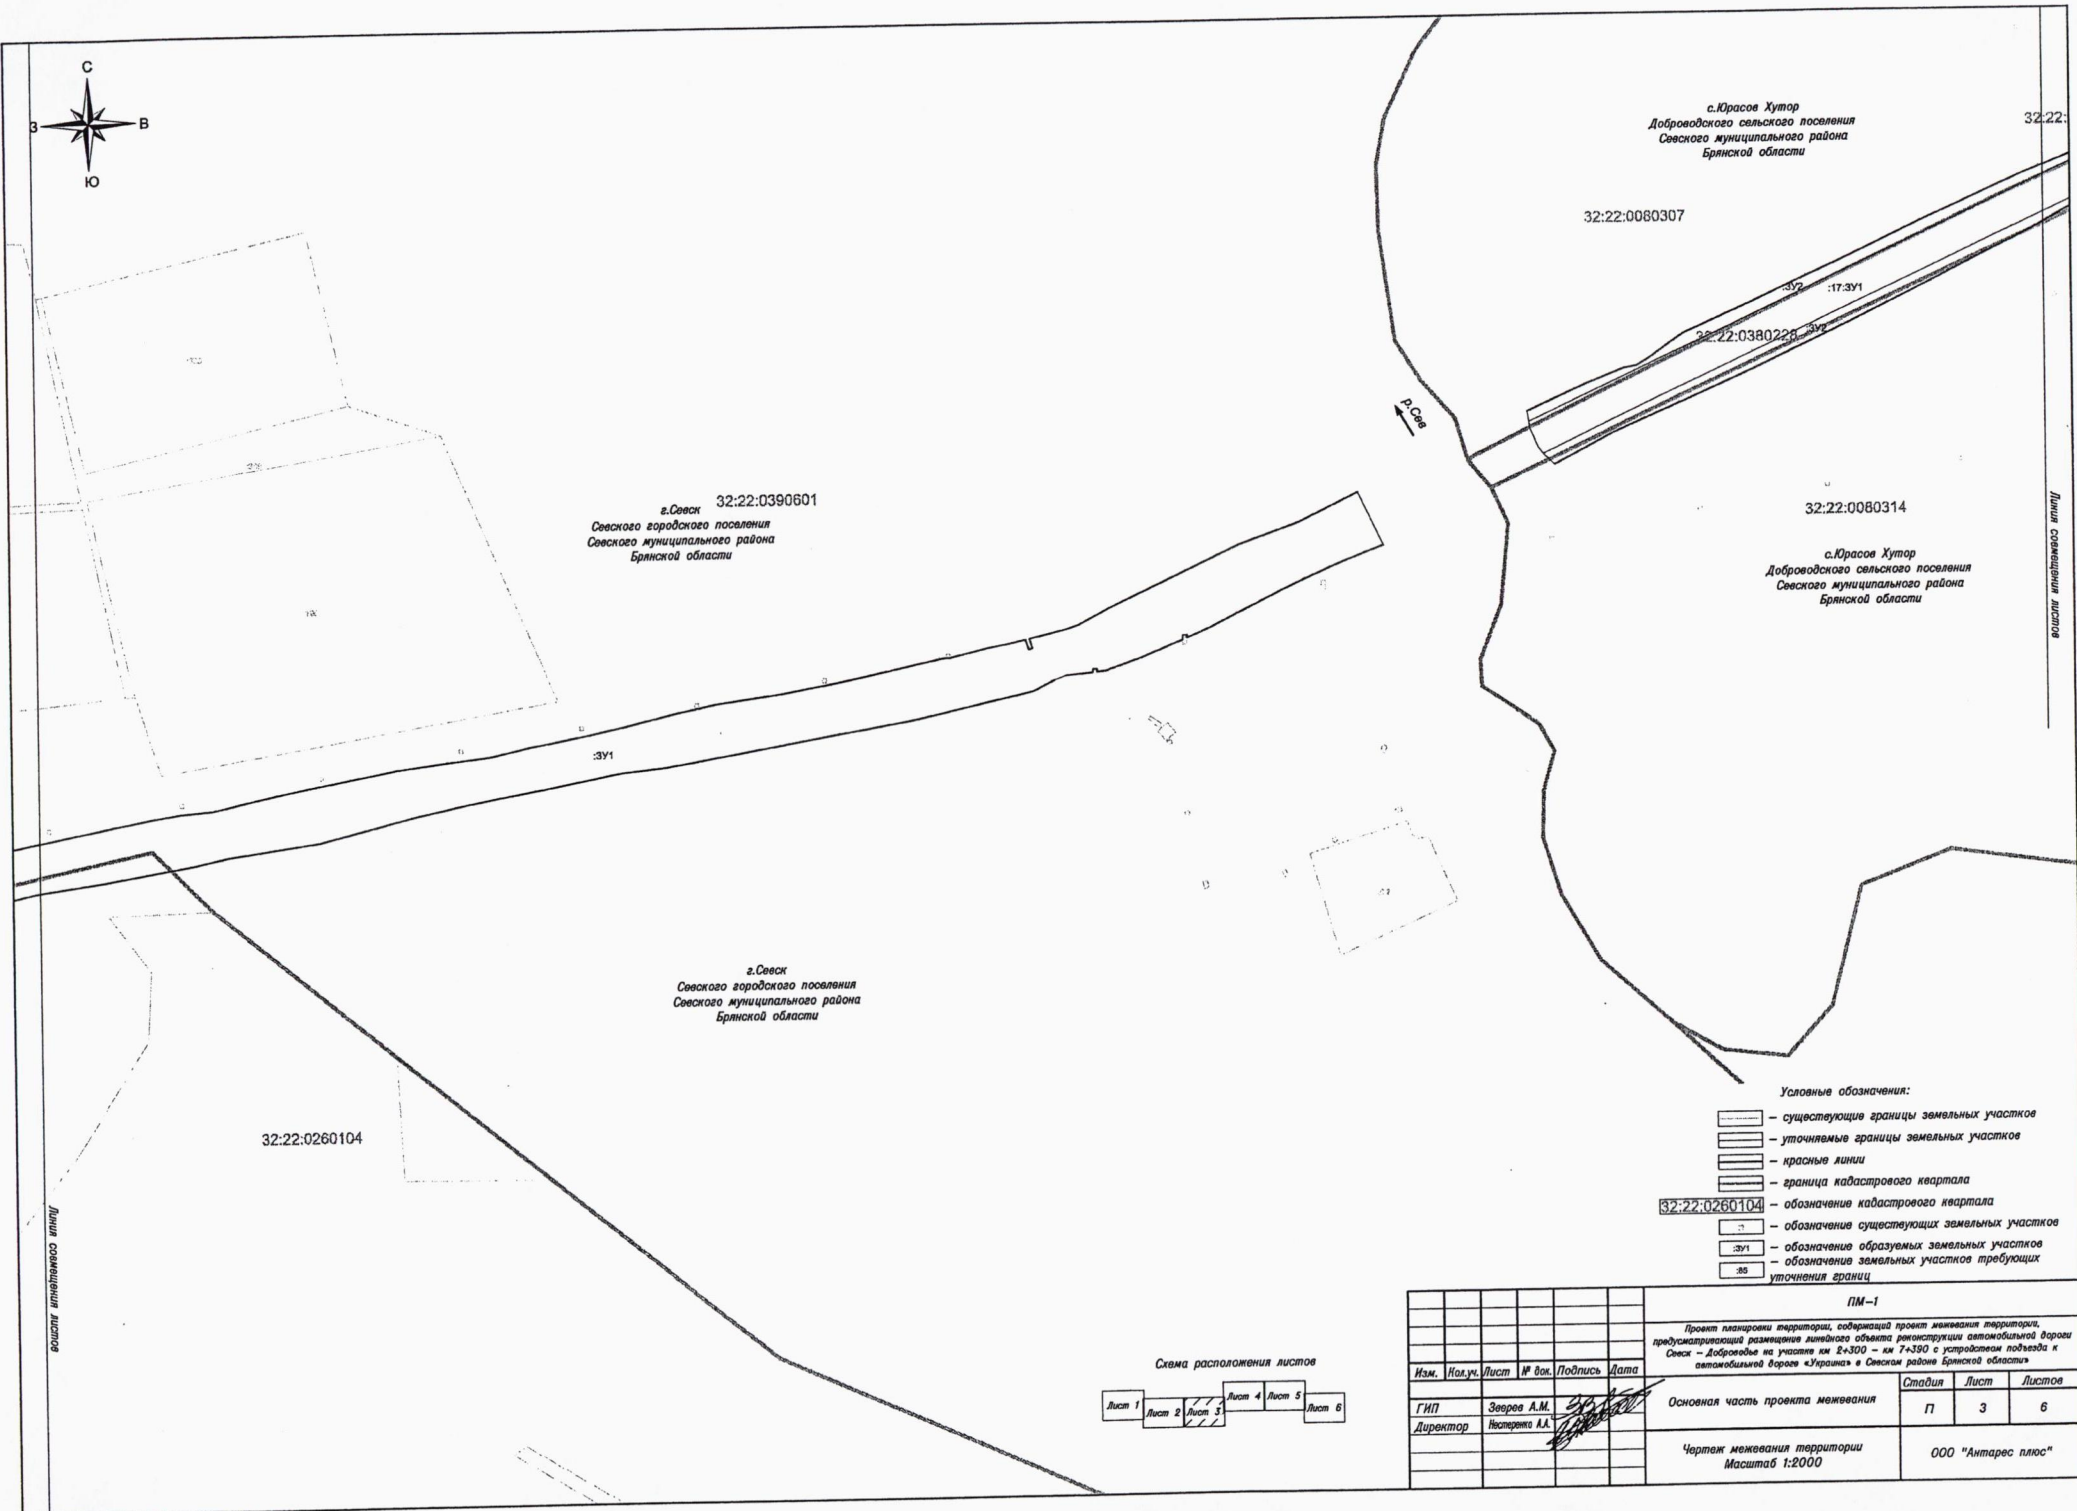 С
З
В
Ю
с.Юрасов Хутор
Доброводского сельского поселения
Севского муниципального района
Брянской области
32:22:
32:22:0080307
:ЗУ2
:17:ЗУ1
32:22:0380228
:ЗУ2
р.Сев
32:22:0080314
с.Юрасов Хутор
Доброводского сельского поселения
Севского муниципального района
Брянской области
Линия совмещения листов
г.Севск 32:22:0390601
Севского городского поселения
Севского муниципального района
Брянской области
:ЗУ1
г.Севск
Севского городского поселения
Севского муниципального района
Брянской области
32:22:0260104
Линия совмещения листов
Условные обозначения:
– существующие границы земельных участков
– уточняемые границы земельных участков
– красные линии
– граница кадастрового квартала
32:22:0260104 – обозначение кадастрового квартала
– обозначение существующих земельных участков
:ЗУ1 – обозначение образуемых земельных участков
:85 – обозначение земельных участков требующих
уточнения границ
Схема расположения листов
Лист 1
Лист 2
Лист 3
Лист 4
Лист 5
Лист 6
ПМ–1
Проект планировки территории, содержащий проект межевания территории,
предусматривающий размещение линейного объекта реконструкции автомобильной дороги
Севск – Доброводье на участке км 2+300 – км 7+390 с устройством подъезда к
автомобильной дороге «Украина» в Севском районе Брянской области»
Изм. Кол.уч. Лист № док. Подпись Дата
ГИП Зверев А.М.
Директор Нестеренко А.А.
Основная часть проекта межевания
Стадия Лист Листов
П 3 6
Чертеж межевания территории
Масштаб 1:2000
ООО "Антарес плюс"